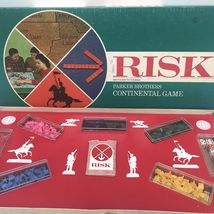 RISK
PARKER BROTHERS
CONTINENTAL GAME
RISK